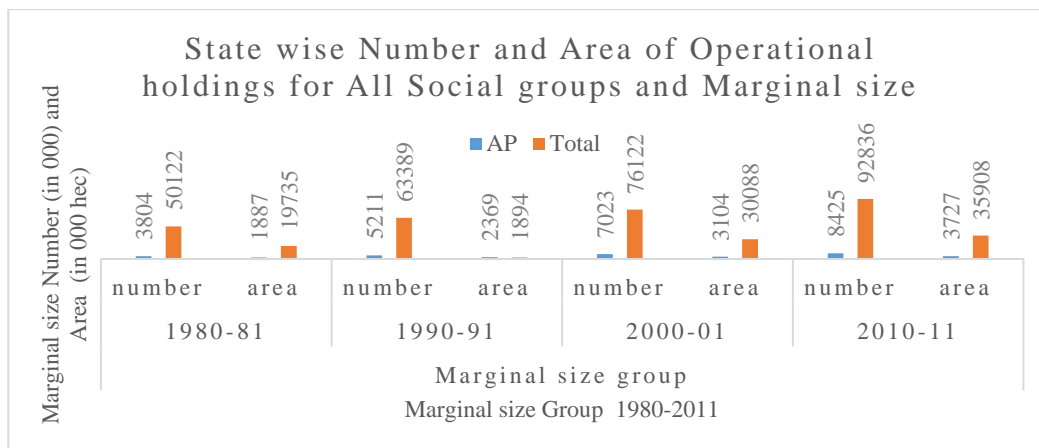 State wise Number and Area of Operational
holdings for All Social groups and Marginal size
AP Total
Marginal size Number (in 000) and
Area (in 000 hec)
3804 50122 1887 19735 5211 63389 2369 1894 7023 76122 3104 30088 8425 92836 3727 35908
number area number area number area number area
1980-81 1990-91 2000-01 2010-11
Marginal size group
Marginal size Group 1980-2011